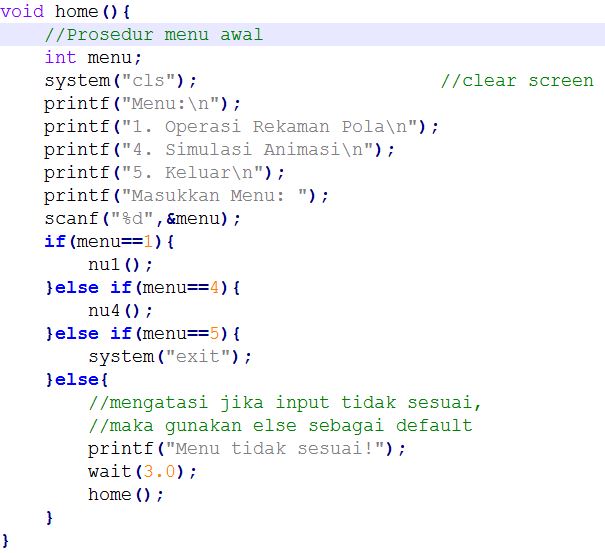 void home(){
    //Prosedur menu awal
    int menu;
    system("cls");                      //clear screen
    printf("Menu:\n");
    printf("1. Operasi Rekaman Pola\n");
    printf("4. Simulasi Animasi\n");
    printf("5. Keluar\n");
    printf("Masukkan Menu: ");
    scanf("%d",&menu);
    if(menu==1){
        nu1();
    }else if(menu==4){
        nu4();
    }else if(menu==5){
        system("exit");
    }else{
        //mengatasi jika input tidak sesuai,
        //maka gunakan else sebagai default
        printf("Menu tidak sesuai!");
        wait(3.0);
        home();
    }
}